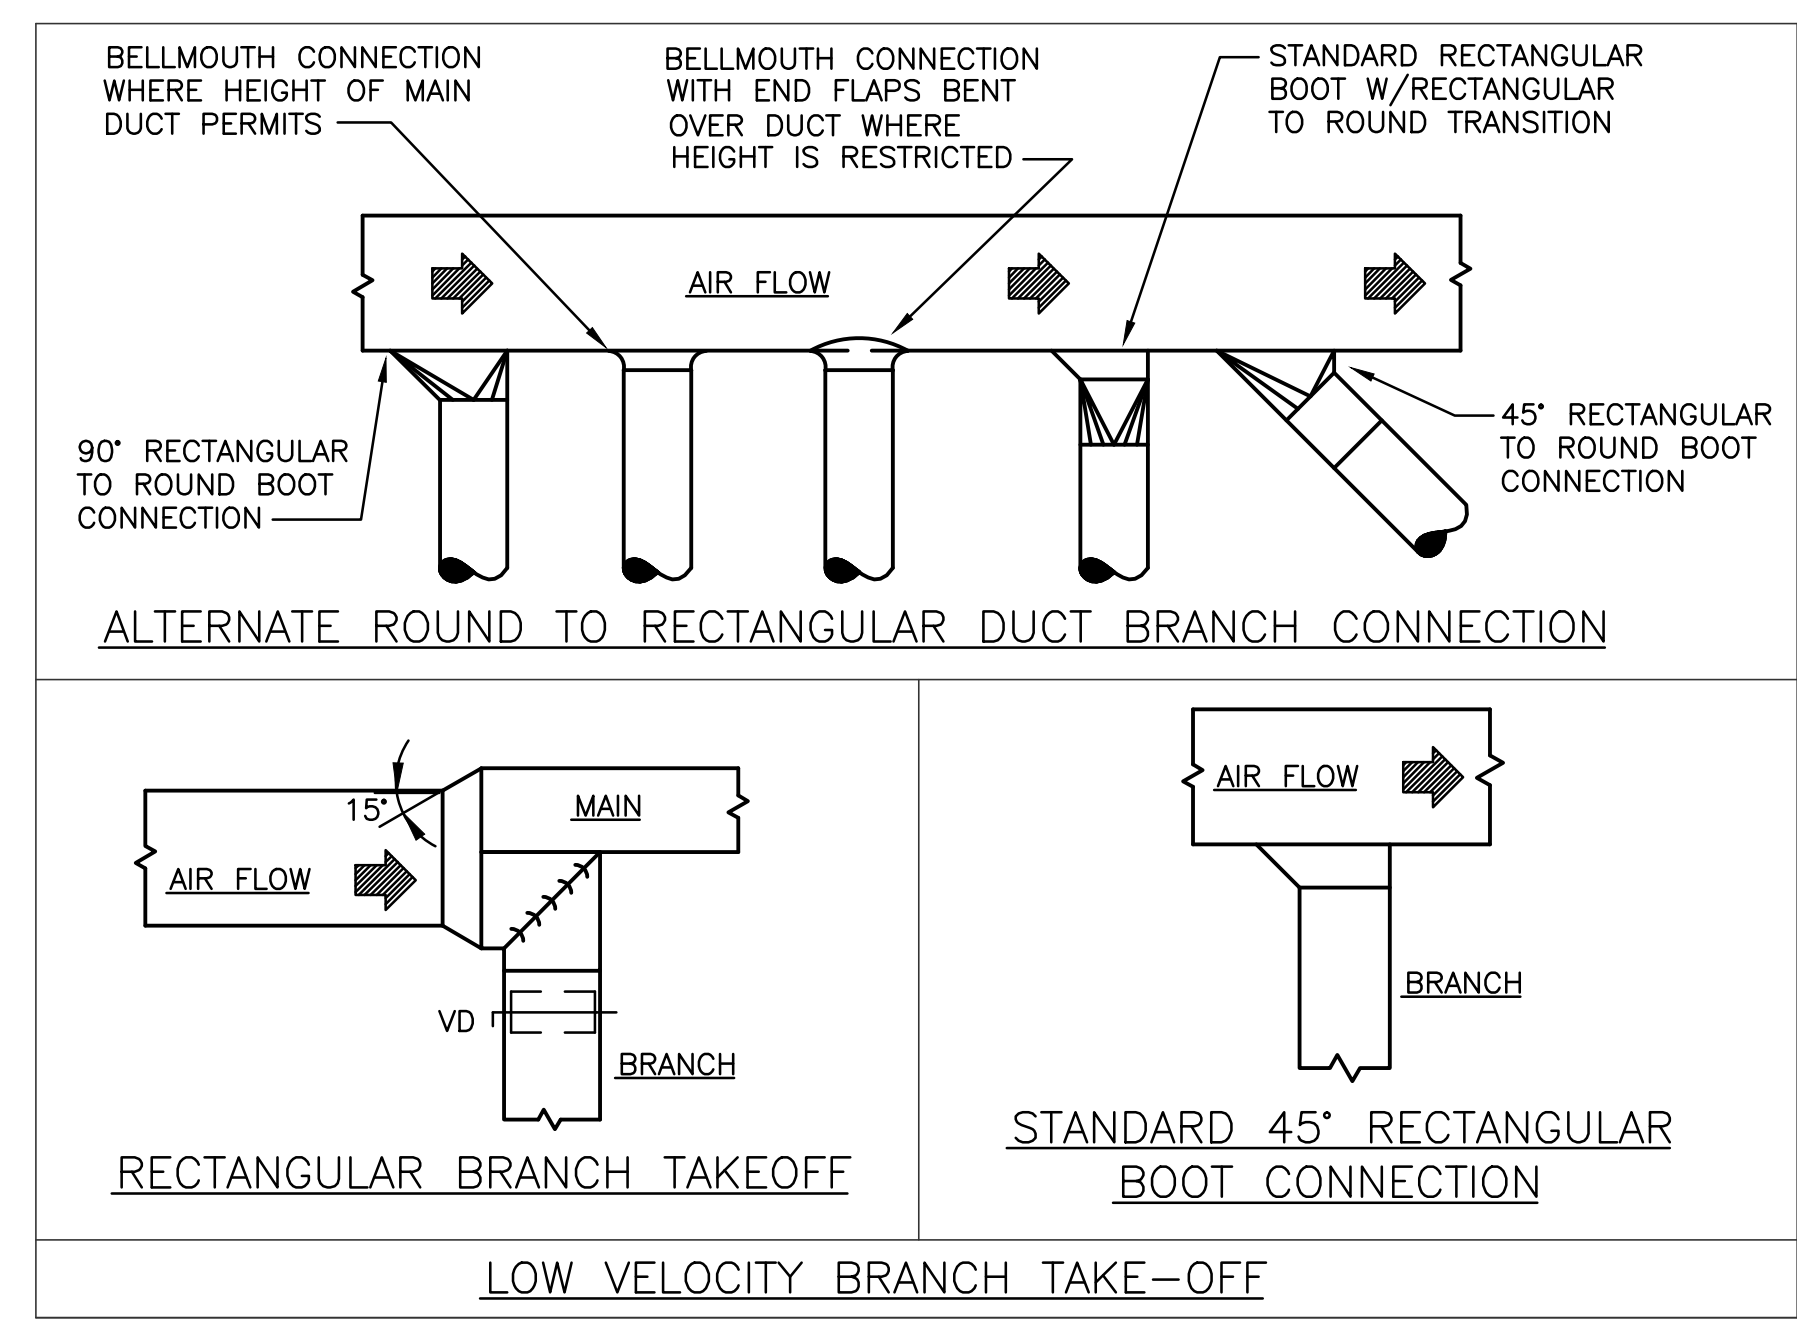 BELLMOUTH CONNECTION
WHERE HEIGHT OF MAIN
DUCT PERMITS
BELLMOUTH CONNECTION
WITH END FLAPS BENT
OVER DUCT WHERE
HEIGHT IS RESTRICTED
STANDARD RECTANGULAR
BOOT W/RECTANGULAR
TO ROUND TRANSITION
AIR FLOW
90° RECTANGULAR
TO ROUND BOOT
CONNECTION
45° RECTANGULAR
TO ROUND BOOT
CONNECTION
ALTERNATE ROUND TO RECTANGULAR DUCT BRANCH CONNECTION
15°
MAIN
AIR FLOW
VD
BRANCH
RECTANGULAR BRANCH TAKEOFF
AIR FLOW
BRANCH
STANDARD 45° RECTANGULAR
BOOT CONNECTION
LOW VELOCITY BRANCH TAKE-OFF